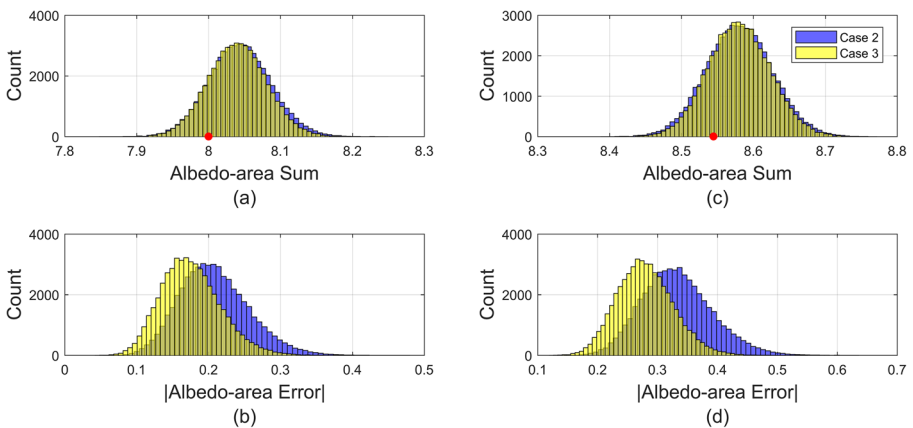 4000
2000
0
Count
7.8 7.9 8 8.1 8.2 8.3
Albedo-area Sum
(a)
3000
2000
1000
0
Count
Case 2
Case 3
8.3 8.4 8.5 8.6 8.7 8.8
Albedo-area Sum
(c)
4000
2000
0
Count
0 0.1 0.2 0.3 0.4 0.5
|Albedo-area Error|
(b)
4000
2000
0
Count
0.1 0.2 0.3 0.4 0.5 0.6 0.7
|Albedo-area Error|
(d)